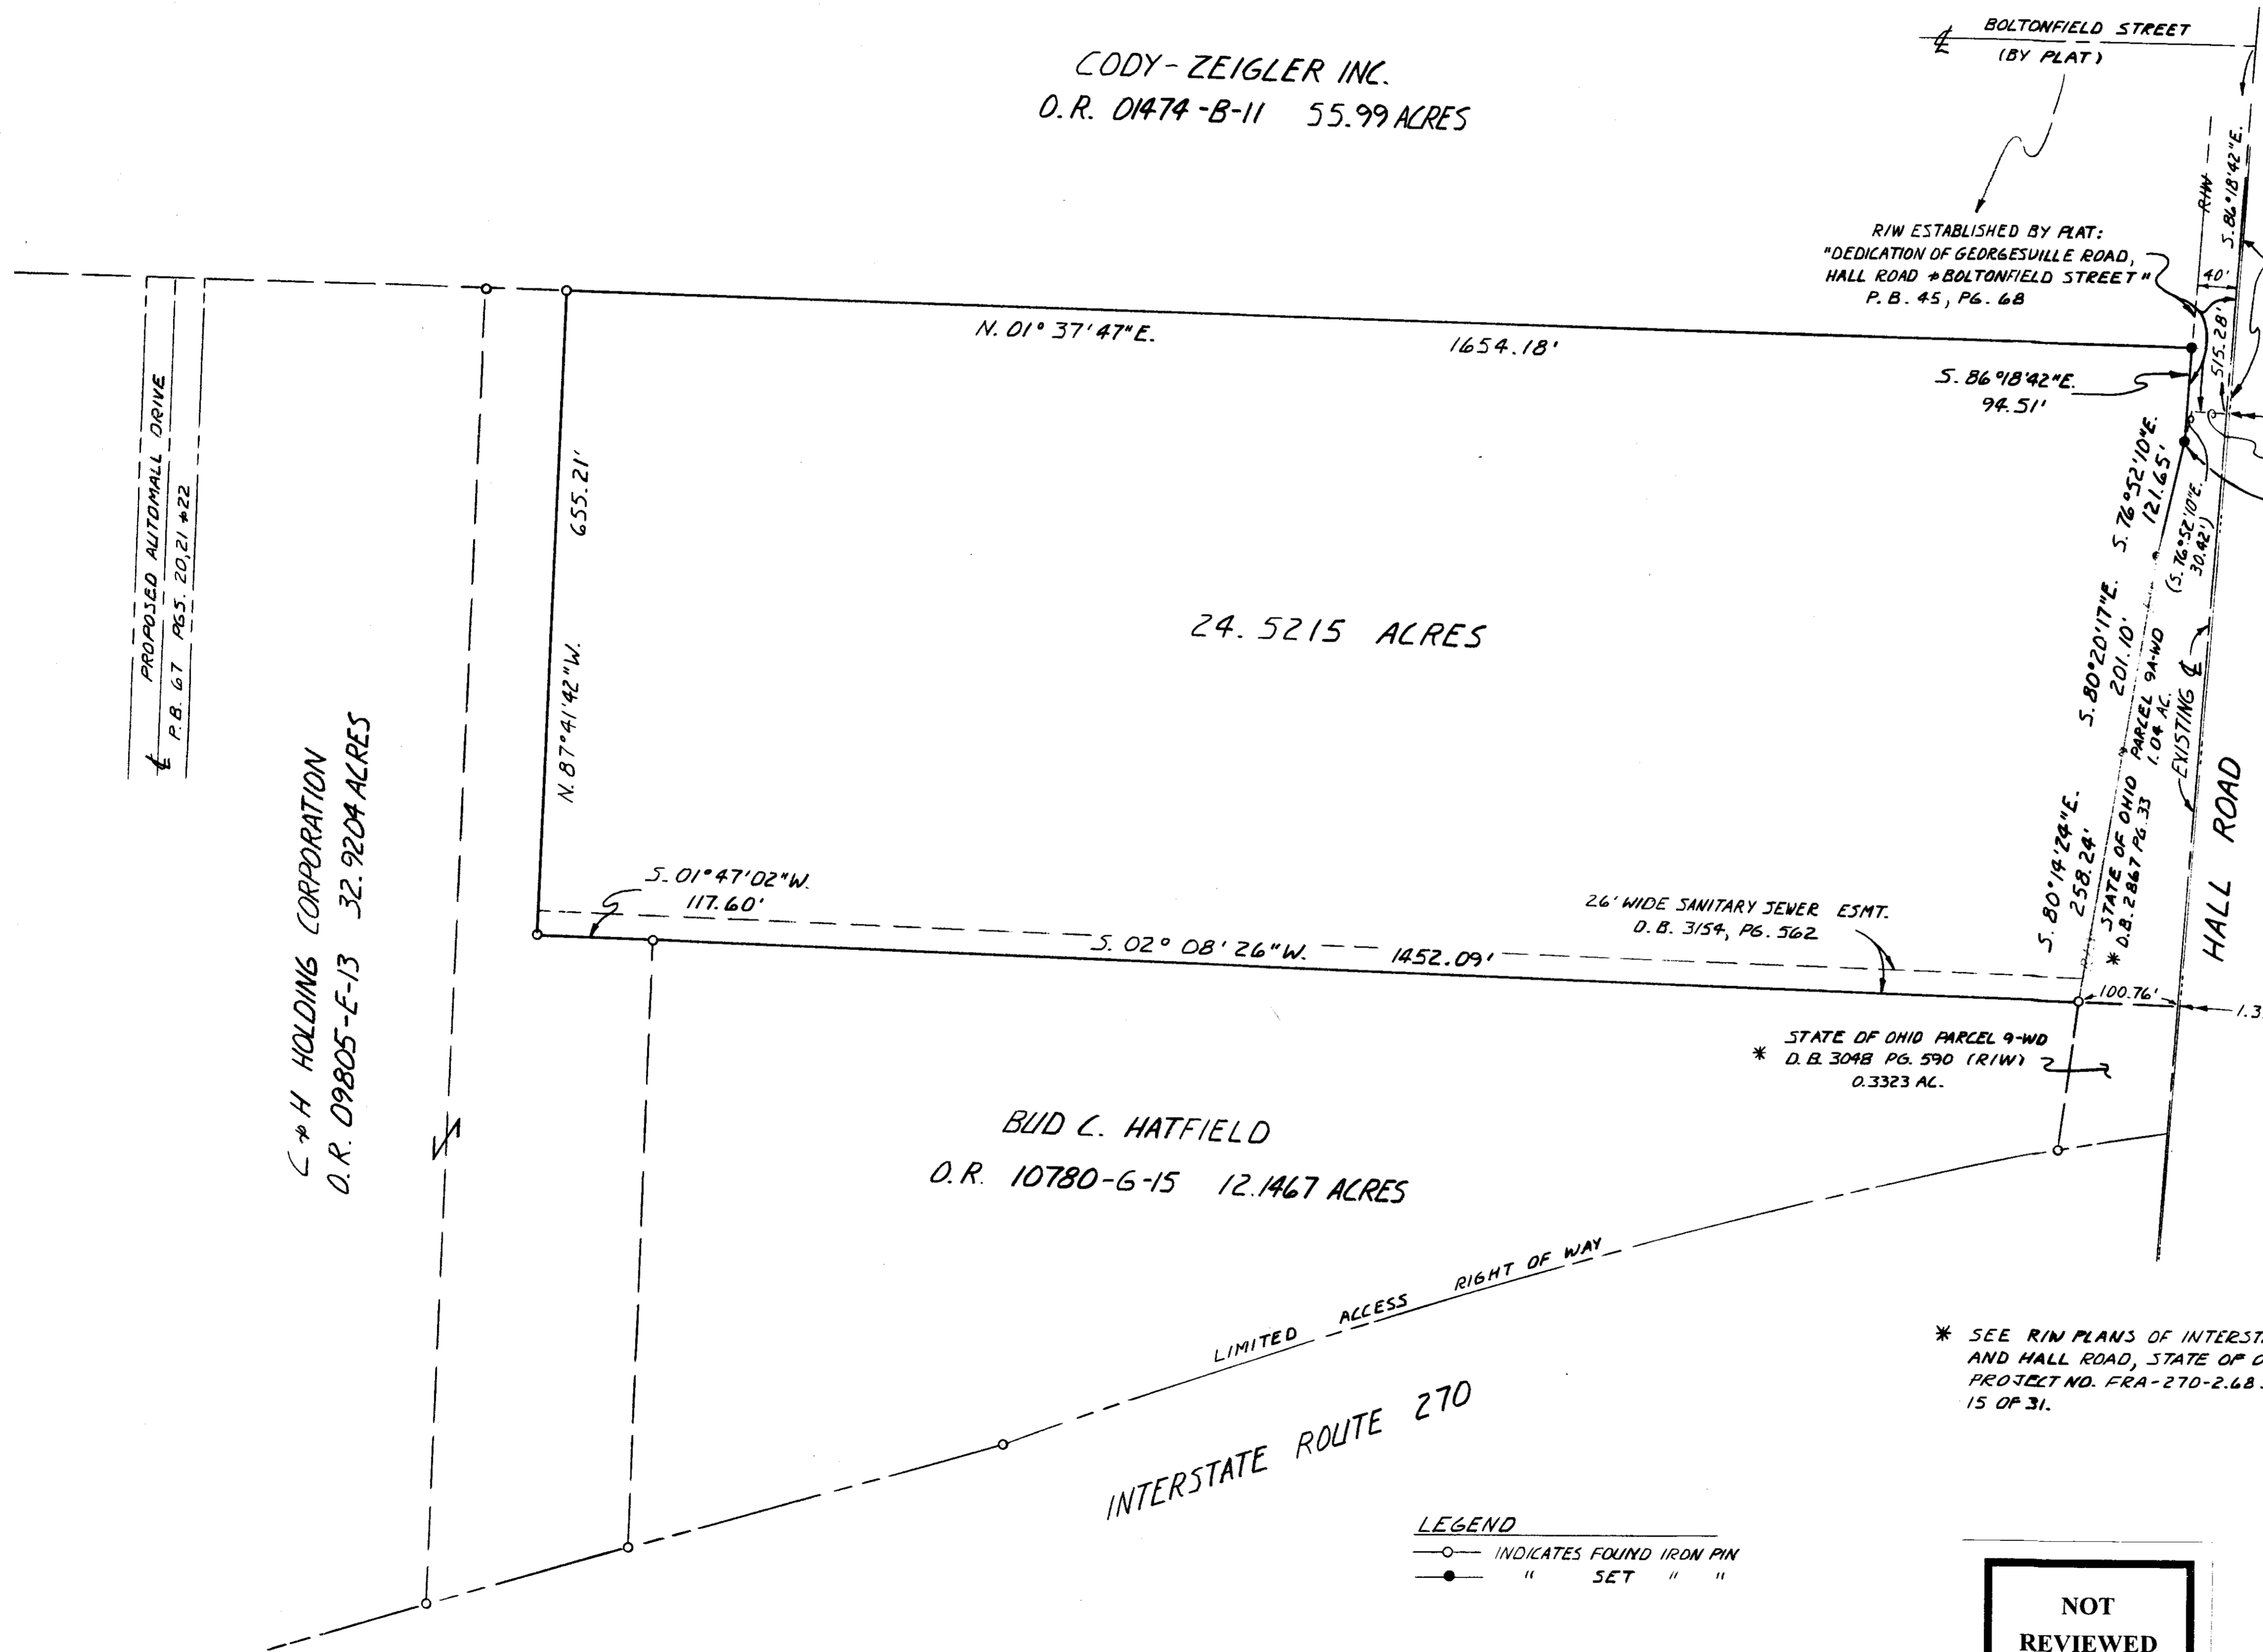 CODY-ZEIGLER INC.
O.R. 01474-B-11 55.99 ACRES
℄ BOLTONFIELD STREET
(BY PLAT)
R/W ESTABLISHED BY PLAT:
"DEDICATION OF GEORGESVILLE ROAD,
HALL ROAD & BOLTONFIELD STREET"
P.B. 45, PG. 68
R/W
S. 86°18'42"E.
40'
515.28'
N. 01° 37' 47" E.
1654.18'
S. 86°18'42"E.
94.51'
PROPOSED AUTOMALL DRIVE
℄ P.B. 67 PGS. 20,21 & 22
655.21'
N. 87°41'42"W.
24.5215 ACRES
S. 76°52'10"E.
121.65'
(S. 76°52'10"E.
30.42')
S. 80°20'17"E.
201.10'
S. 80°14'24"E.
258.24'
STATE OF OHIO PARCEL 9A-WD
* D.B. 2867 PG. 33 1.04 AC.
EXISTING ℄
HALL ROAD
C & H HOLDING CORPORATION
O.R. 09805-E-13 32.9204 ACRES
S. 01°47'02"W.
117.60'
26' WIDE SANITARY SEWER ESMT.
D.B. 3154, PG. 562
S. 02° 08' 26" W. 1452.09'
100.76'
1.3
STATE OF OHIO PARCEL 9-WD
* D.B. 3048 PG. 590 (R/W)
0.3323 AC.
BUD C. HATFIELD
O.R. 10780-G-15 12.1467 ACRES
LIMITED ACCESS RIGHT OF WAY
INTERSTATE ROUTE 270
* SEE R/W PLANS OF INTERST
AND HALL ROAD, STATE OF O
PROJECT NO. FRA-270-2.68
15 OF 31.
LEGEND
INDICATES FOUND IRON PIN
" SET " "
NOT
REVIEWED